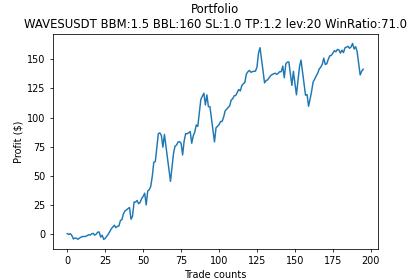 Portfolio
WAVESUSDT BBM:1.5 BBL:160 SL:1.0 TP:1.2 lev:20 WinRatio:71.0
150
125
100
75
50
25
0
Profit ($)
0 25 50 75 100 125 150 175 200
Trade counts